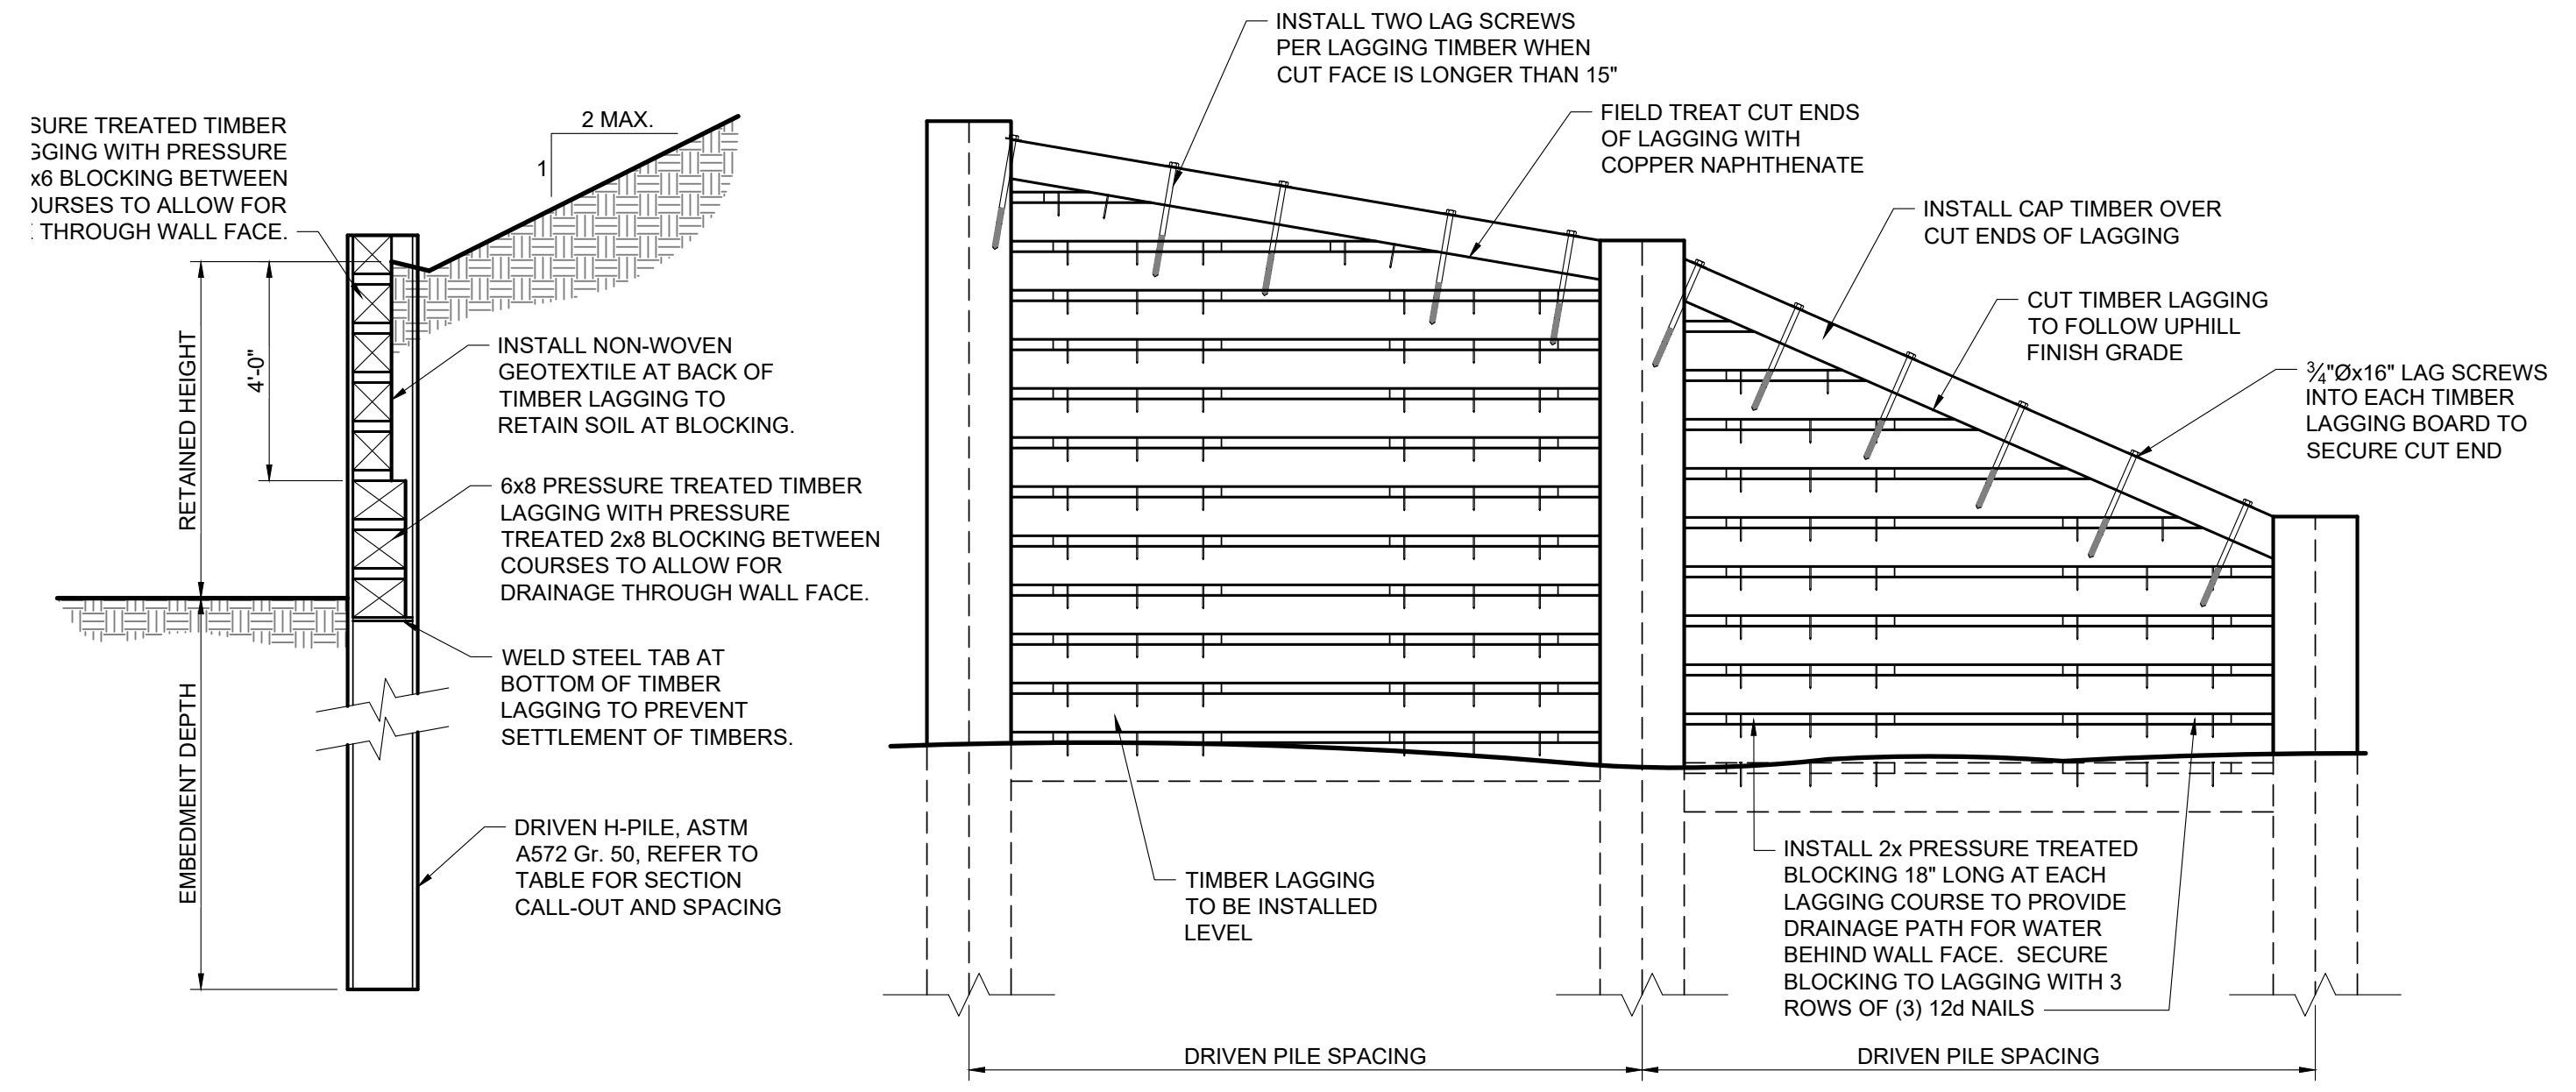 SURE TREATED TIMBER
GGING WITH PRESSURE
x6 BLOCKING BETWEEN
OURSES TO ALLOW FOR
THROUGH WALL FACE.
2 MAX.
1
RETAINED HEIGHT
4'-0"
EMBEDMENT DEPTH
INSTALL NON-WOVEN
GEOTEXTILE AT BACK OF
TIMBER LAGGING TO
RETAIN SOIL AT BLOCKING.
6x8 PRESSURE TREATED TIMBER
LAGGING WITH PRESSURE
TREATED 2x8 BLOCKING BETWEEN
COURSES TO ALLOW FOR
DRAINAGE THROUGH WALL FACE.
WELD STEEL TAB AT
BOTTOM OF TIMBER
LAGGING TO PREVENT
SETTLEMENT OF TIMBERS.
DRIVEN H-PILE, ASTM
A572 Gr. 50, REFER TO
TABLE FOR SECTION
CALL-OUT AND SPACING
INSTALL TWO LAG SCREWS
PER LAGGING TIMBER WHEN
CUT FACE IS LONGER THAN 15"
FIELD TREAT CUT ENDS
OF LAGGING WITH
COPPER NAPHTHENATE
INSTALL CAP TIMBER OVER
CUT ENDS OF LAGGING
CUT TIMBER LAGGING
TO FOLLOW UPHILL
FINISH GRADE
¾"Øx16" LAG SCREWS
INTO EACH TIMBER
LAGGING BOARD TO
SECURE CUT END
TIMBER LAGGING
TO BE INSTALLED
LEVEL
INSTALL 2x PRESSURE TREATED
BLOCKING 18" LONG AT EACH
LAGGING COURSE TO PROVIDE
DRAINAGE PATH FOR WATER
BEHIND WALL FACE. SECURE
BLOCKING TO LAGGING WITH 3
ROWS OF (3) 12d NAILS
DRIVEN PILE SPACING
DRIVEN PILE SPACING